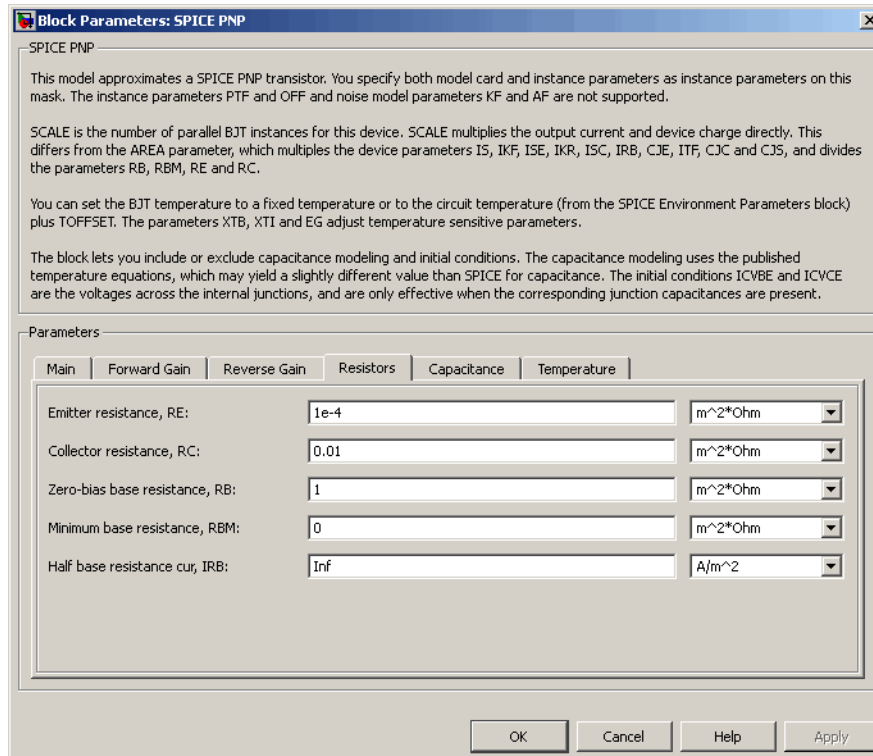 Block Parameters: SPICE PNP
SPICE PNP
This model approximates a SPICE PNP transistor. You specify both model card and instance parameters as instance parameters on this
mask. The instance parameters PTF and OFF and noise model parameters KF and AF are not supported.
SCALE is the number of parallel BJT instances for this device. SCALE multiplies the output current and device charge directly. This
differs from the AREA parameter, which multiples the device parameters IS, IKF, ISE, IKR, ISC, IRB, CJE, ITF, CJC and CJS, and divides
the parameters RB, RBM, RE and RC.
You can set the BJT temperature to a fixed temperature or to the circuit temperature (from the SPICE Environment Parameters block)
plus TOFFSET. The parameters XTB, XTI and EG adjust temperature sensitive parameters.
The block lets you include or exclude capacitance modeling and initial conditions. The capacitance modeling uses the published
temperature equations, which may yield a slightly different value than SPICE for capacitance. The initial conditions ICVBE and ICVCE
are the voltages across the internal junctions, and are only effective when the corresponding junction capacitances are present.
Parameters
Main Forward Gain Reverse Gain Resistors Capacitance Temperature
Emitter resistance, RE: 1e-4 m^2*Ohm
Collector resistance, RC: 0.01 m^2*Ohm
Zero-bias base resistance, RB: 1 m^2*Ohm
Minimum base resistance, RBM: 0 m^2*Ohm
Half base resistance cur, IRB: Inf A/m^2
OK Cancel Help Apply